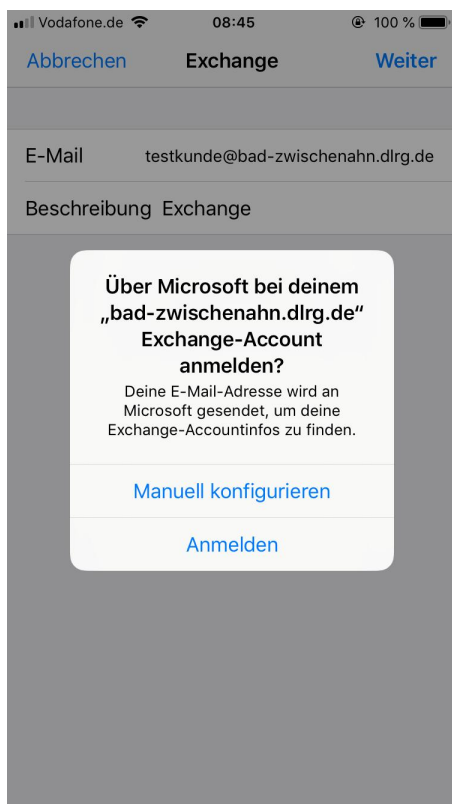 Vodafone.de 08:45 100 %
Abbrechen Exchange Weiter
E-Mail testkunde@bad-zwischenahn.dlrg.de
Beschreibung Exchange
Über Microsoft bei deinem
„bad-zwischenahn.dlrg.de“
Exchange-Account
anmelden?
Deine E-Mail-Adresse wird an
Microsoft gesendet, um deine
Exchange-Accountinfos zu finden.
Manuell konfigurieren
Anmelden